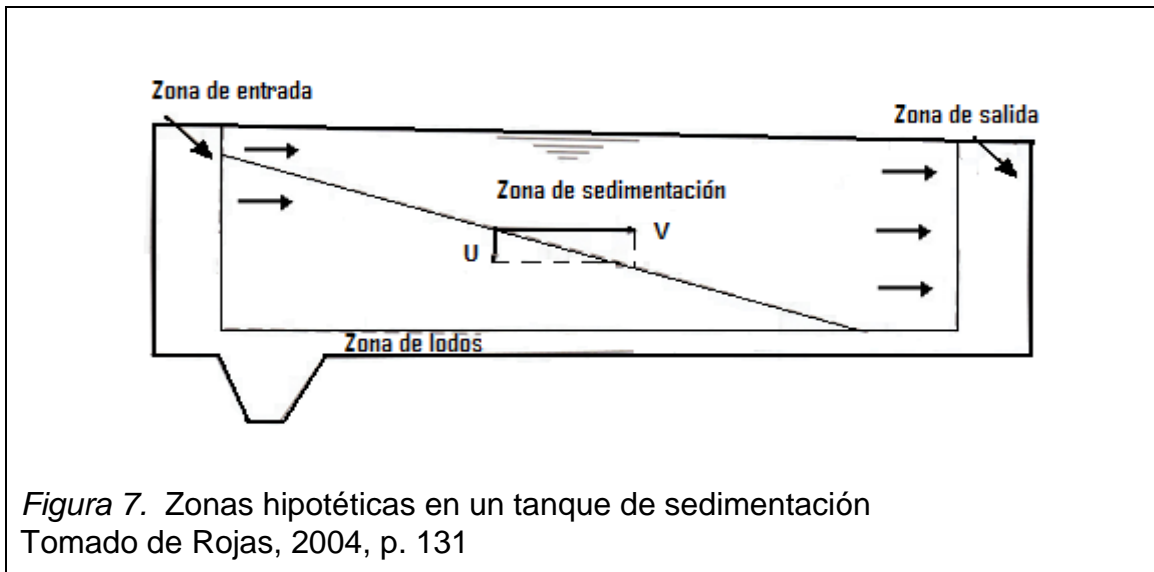 Zona de entrada
Zona de salida
Zona de sedimentación
V
U
Zona de lodos
Figura 7. Zonas hipotéticas en un tanque de sedimentación
Tomado de Rojas, 2004, p. 131